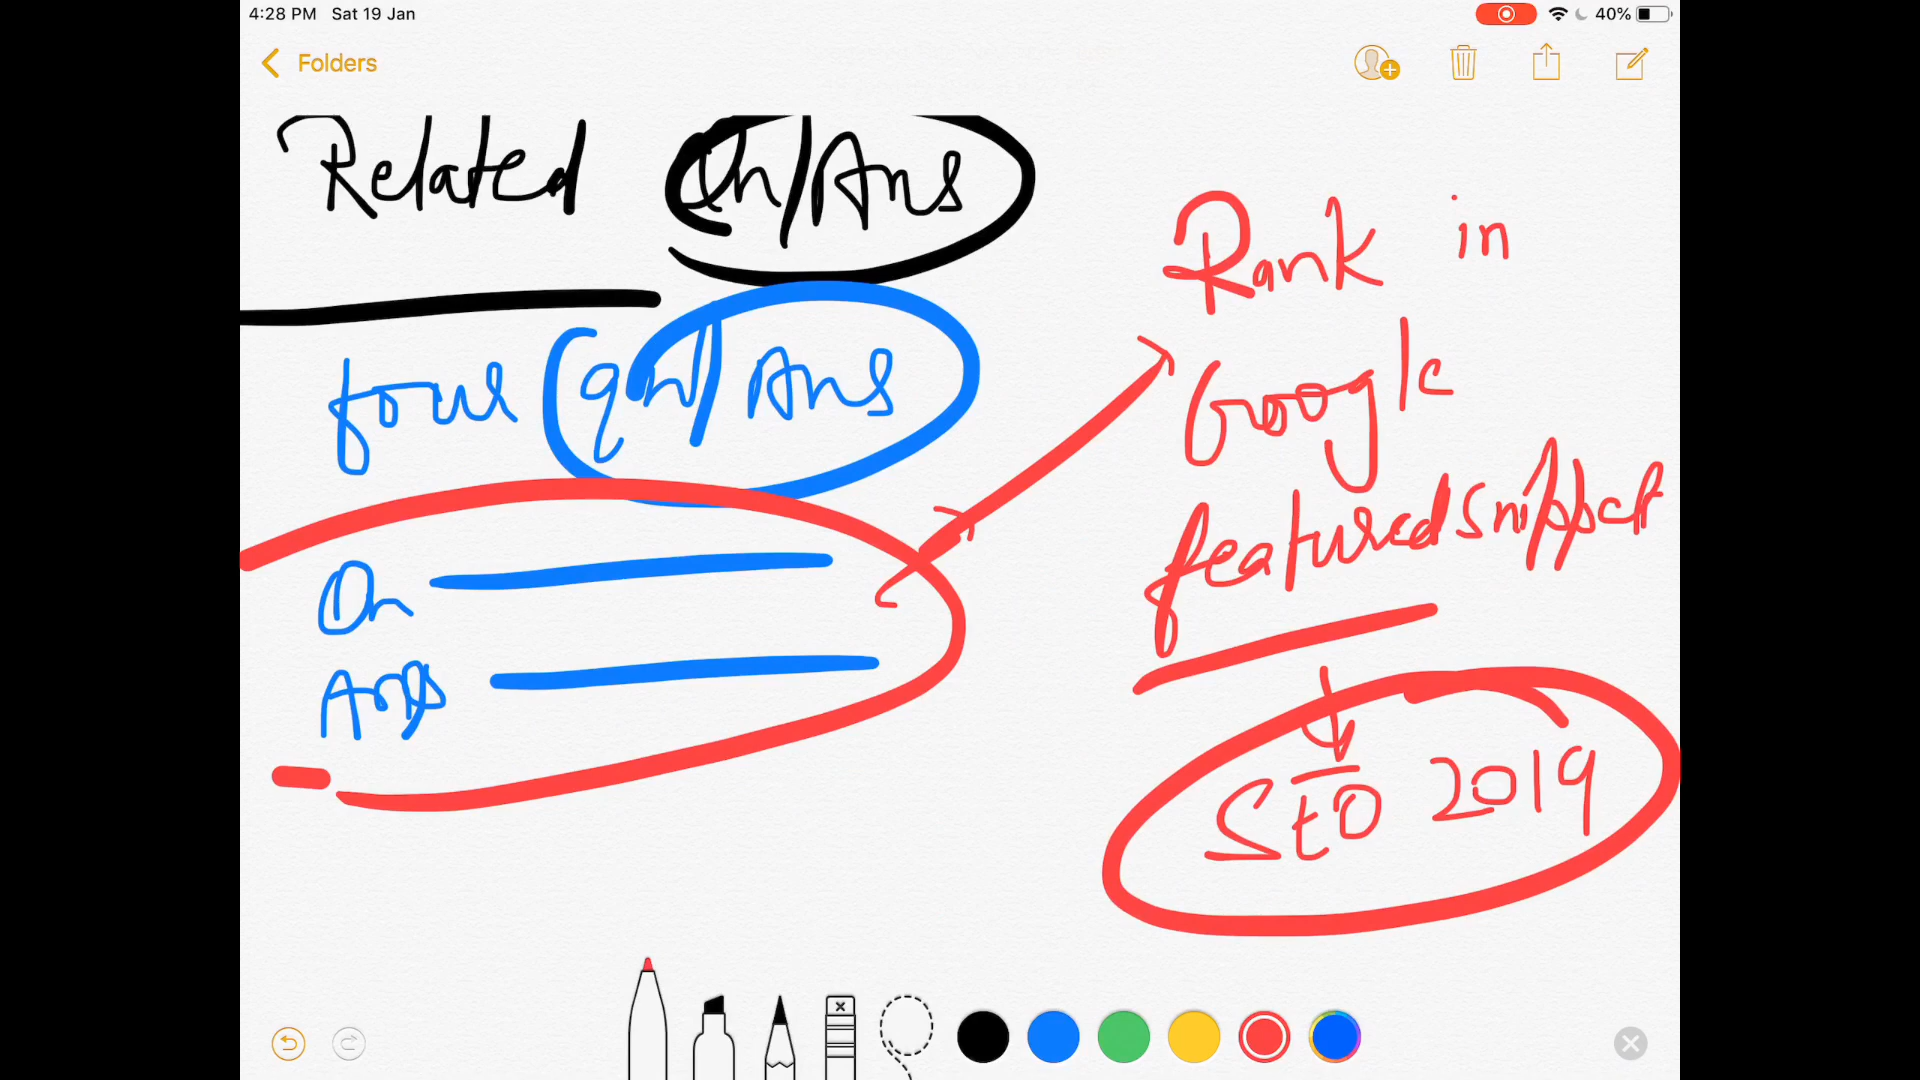 4:28 PM Sat 19 Jan
40%
Folders
Related Qn/Ans
four (qn/Ans
Qn
Ans
Rank in
Google
featured snippet
SEO 2019